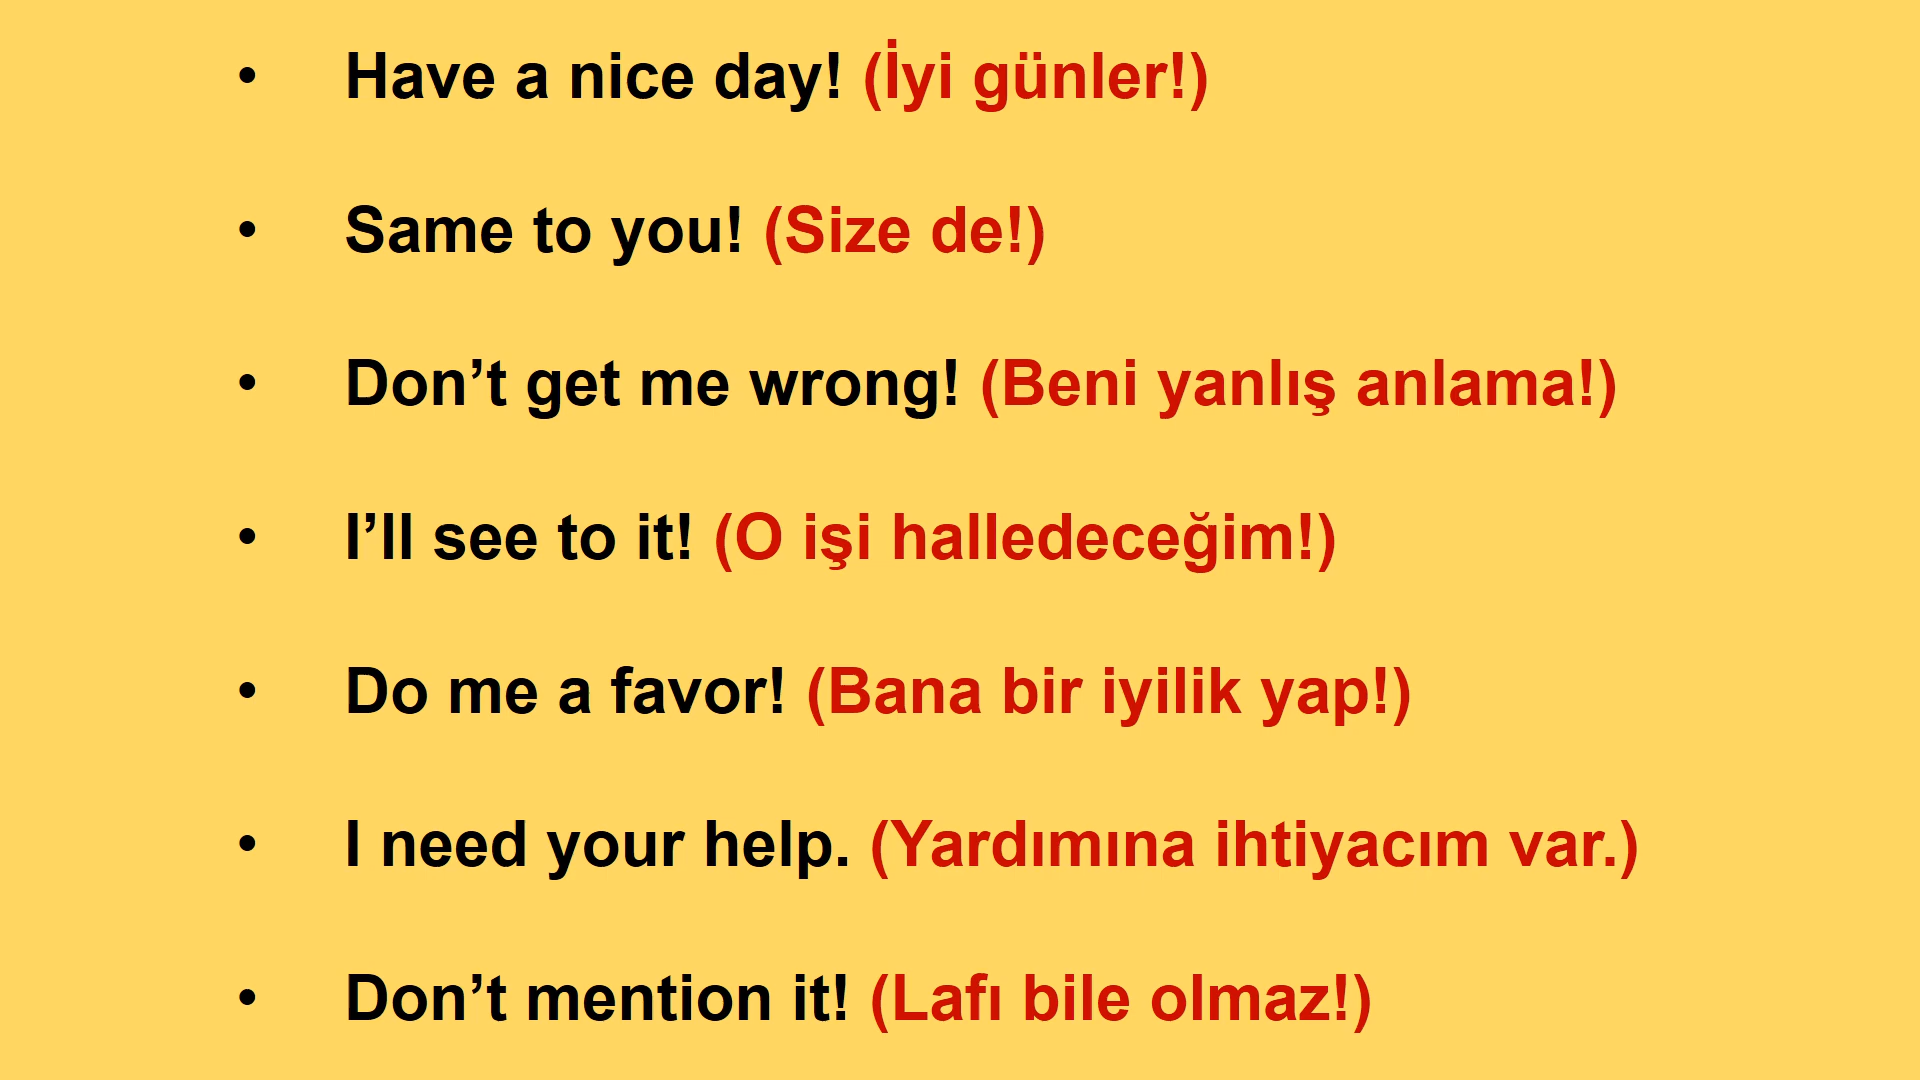 • Have a nice day! (İyi günler!)
• Same to you! (Size de!)
• Don’t get me wrong! (Beni yanlış anlama!)
• I’ll see to it! (O işi halledeceğim!)
• Do me a favor! (Bana bir iyilik yap!)
• I need your help. (Yardımına ihtiyacım var.)
• Don’t mention it! (Lafı bile olmaz!)